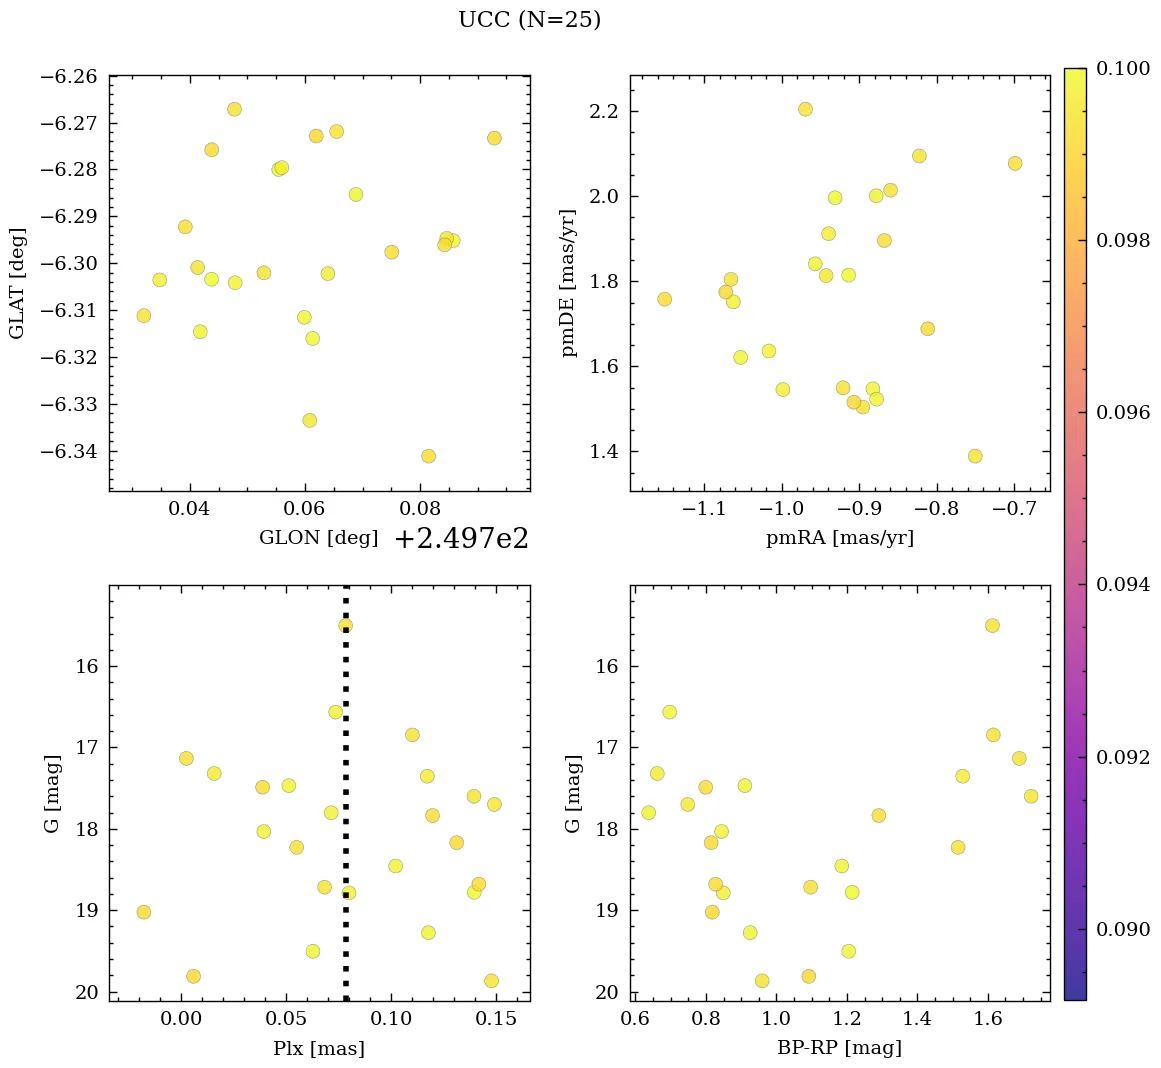 UCC (N=25)
−6.26
−6.27
−6.28
−6.29
−6.30
−6.31
−6.32
−6.33
−6.34
GLAT [deg]
0.04 0.06 0.08
GLON [deg] +2.497e2
2.2
2.0
1.8
1.6
1.4
pmDE [mas/yr]
−1.1 −1.0 −0.9 −0.8 −0.7
pmRA [mas/yr]
16
17
18
19
20
G [mag]
0.00 0.05 0.10 0.15
Plx [mas]
16
17
18
19
20
G [mag]
0.6 0.8 1.0 1.2 1.4 1.6
BP-RP [mag]
0.100
0.098
0.096
0.094
0.092
0.090